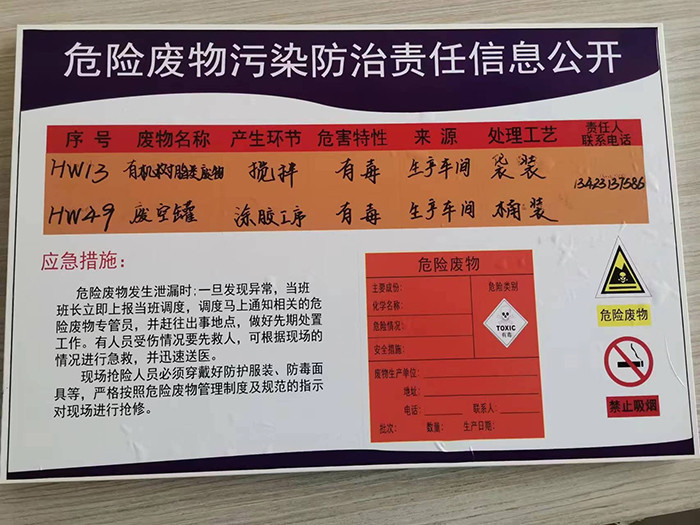 危险废物污染防治责任信息公开
序号 废物名称 产生环节 危害特性 来源 处理工艺 责任人联系电话
HW13 有机树脂类废物 搅拌 有毒 生产车间 袋装 13423137586
HW49 废空罐 涂胶工序 有毒 生产车间 桶装
应急措施：
危险废物发生泄漏时：一旦发现异常，当班
班长立即上报当班调度，调度马上通知相关的危
险废物专管员，并赶往出事地点，做好先期处置
工作。有人员受伤情况要先救人，可根据现场的
情况进行急救，并迅速送医。
现场抢险人员必须穿戴好防护服装、防毒面
具等，严格按照危险废物管理制度及规范的指示
对现场进行抢修。
危险废物
主要成份：
化学名称：
危险情况：
安全措施：
危险类别
TOXIC
有毒
废物生产单位：
地址：
电话： 联系人：
批次： 数量： 生产日期：
危险废物
禁止吸烟